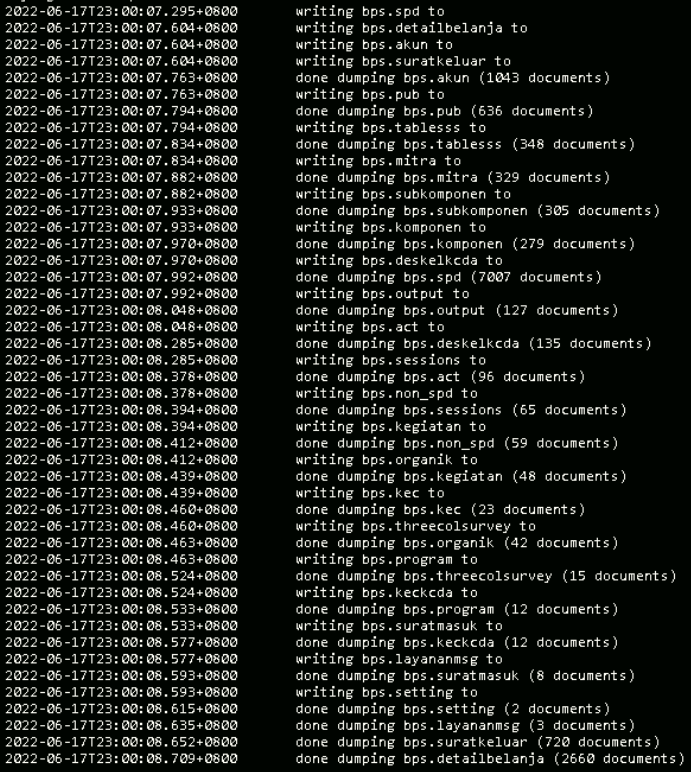 2022-06-17T23:00:07.295+0800 writing bps.spd to
2022-06-17T23:00:07.604+0800 writing bps.detailbelanja to
2022-06-17T23:00:07.604+0800 writing bps.akun to
2022-06-17T23:00:07.604+0800 writing bps.suratkeluar to
2022-06-17T23:00:07.763+0800 done dumping bps.akun (1043 documents)
2022-06-17T23:00:07.763+0800 writing bps.pub to
2022-06-17T23:00:07.794+0800 done dumping bps.pub (636 documents)
2022-06-17T23:00:07.794+0800 writing bps.tablesss to
2022-06-17T23:00:07.834+0800 done dumping bps.tablesss (348 documents)
2022-06-17T23:00:07.834+0800 writing bps.mitra to
2022-06-17T23:00:07.882+0800 done dumping bps.mitra (329 documents)
2022-06-17T23:00:07.882+0800 writing bps.subkomponen to
2022-06-17T23:00:07.933+0800 done dumping bps.subkomponen (305 documents)
2022-06-17T23:00:07.933+0800 writing bps.komponen to
2022-06-17T23:00:07.970+0800 done dumping bps.komponen (279 documents)
2022-06-17T23:00:07.970+0800 writing bps.deskelkcda to
2022-06-17T23:00:07.992+0800 done dumping bps.spd (7007 documents)
2022-06-17T23:00:07.992+0800 writing bps.output to
2022-06-17T23:00:08.048+0800 done dumping bps.output (127 documents)
2022-06-17T23:00:08.048+0800 writing bps.act to
2022-06-17T23:00:08.285+0800 done dumping bps.deskelkcda (135 documents)
2022-06-17T23:00:08.285+0800 writing bps.sessions to
2022-06-17T23:00:08.378+0800 done dumping bps.act (96 documents)
2022-06-17T23:00:08.378+0800 writing bps.non_spd to
2022-06-17T23:00:08.394+0800 done dumping bps.sessions (65 documents)
2022-06-17T23:00:08.394+0800 writing bps.kegiatan to
2022-06-17T23:00:08.412+0800 done dumping bps.non_spd (59 documents)
2022-06-17T23:00:08.412+0800 writing bps.organik to
2022-06-17T23:00:08.439+0800 done dumping bps.kegiatan (48 documents)
2022-06-17T23:00:08.439+0800 writing bps.kec to
2022-06-17T23:00:08.460+0800 done dumping bps.kec (23 documents)
2022-06-17T23:00:08.460+0800 writing bps.threecolsurvey to
2022-06-17T23:00:08.463+0800 done dumping bps.organik (42 documents)
2022-06-17T23:00:08.463+0800 writing bps.program to
2022-06-17T23:00:08.524+0800 done dumping bps.threecolsurvey (15 documents)
2022-06-17T23:00:08.524+0800 writing bps.keckcda to
2022-06-17T23:00:08.533+0800 done dumping bps.program (12 documents)
2022-06-17T23:00:08.533+0800 writing bps.suratmasuk to
2022-06-17T23:00:08.577+0800 done dumping bps.keckcda (12 documents)
2022-06-17T23:00:08.577+0800 writing bps.layananmsg to
2022-06-17T23:00:08.593+0800 done dumping bps.suratmasuk (8 documents)
2022-06-17T23:00:08.593+0800 writing bps.setting to
2022-06-17T23:00:08.615+0800 done dumping bps.setting (2 documents)
2022-06-17T23:00:08.635+0800 done dumping bps.layananmsg (3 documents)
2022-06-17T23:00:08.652+0800 done dumping bps.suratkeluar (720 documents)
2022-06-17T23:00:08.709+0800 done dumping bps.detailbelanja (2660 documents)